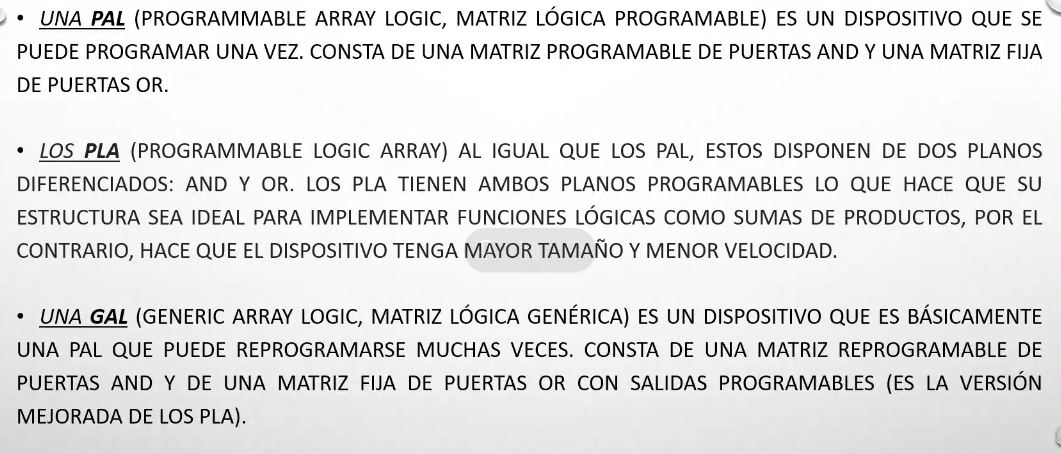 • UNA PAL (PROGRAMMABLE ARRAY LOGIC, MATRIZ LÓGICA PROGRAMABLE) ES UN DISPOSITIVO QUE SE
PUEDE PROGRAMAR UNA VEZ. CONSTA DE UNA MATRIZ PROGRAMABLE DE PUERTAS AND Y UNA MATRIZ FIJA
DE PUERTAS OR.
• LOS PLA (PROGRAMMABLE LOGIC ARRAY) AL IGUAL QUE LOS PAL, ESTOS DISPONEN DE DOS PLANOS
DIFERENCIADOS: AND Y OR. LOS PLA TIENEN AMBOS PLANOS PROGRAMABLES LO QUE HACE QUE SU
ESTRUCTURA SEA IDEAL PARA IMPLEMENTAR FUNCIONES LÓGICAS COMO SUMAS DE PRODUCTOS, POR EL
CONTRARIO, HACE QUE EL DISPOSITIVO TENGA MAYOR TAMAÑO Y MENOR VELOCIDAD.
• UNA GAL (GENERIC ARRAY LOGIC, MATRIZ LÓGICA GENÉRICA) ES UN DISPOSITIVO QUE ES BÁSICAMENTE
UNA PAL QUE PUEDE REPROGRAMARSE MUCHAS VECES. CONSTA DE UNA MATRIZ REPROGRAMABLE DE
PUERTAS AND Y DE UNA MATRIZ FIJA DE PUERTAS OR CON SALIDAS PROGRAMABLES (ES LA VERSIÓN
MEJORADA DE LOS PLA).